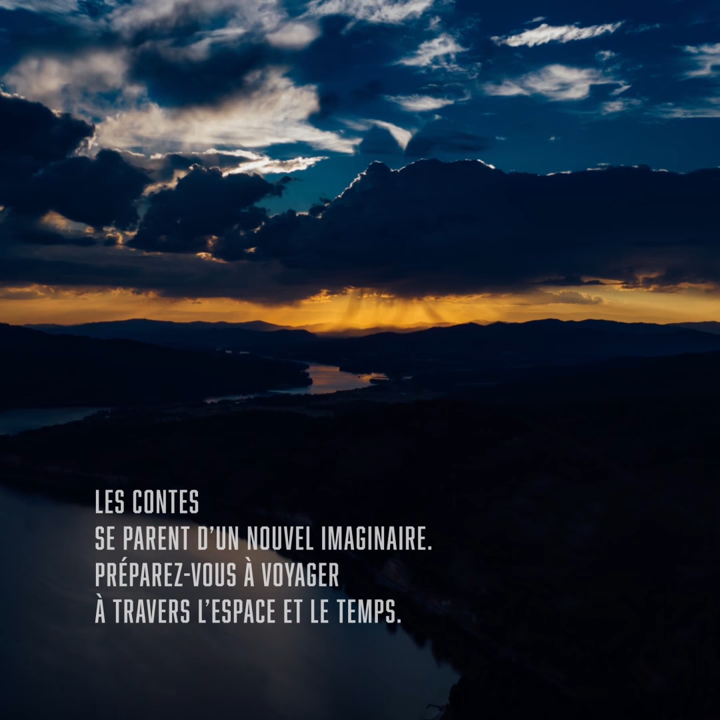 LES CONTES
SE PARENT D'UN NOUVEL IMAGINAIRE.
PRÉPAREZ-VOUS À VOYAGER
À TRAVERS L'ESPACE ET LE TEMPS.